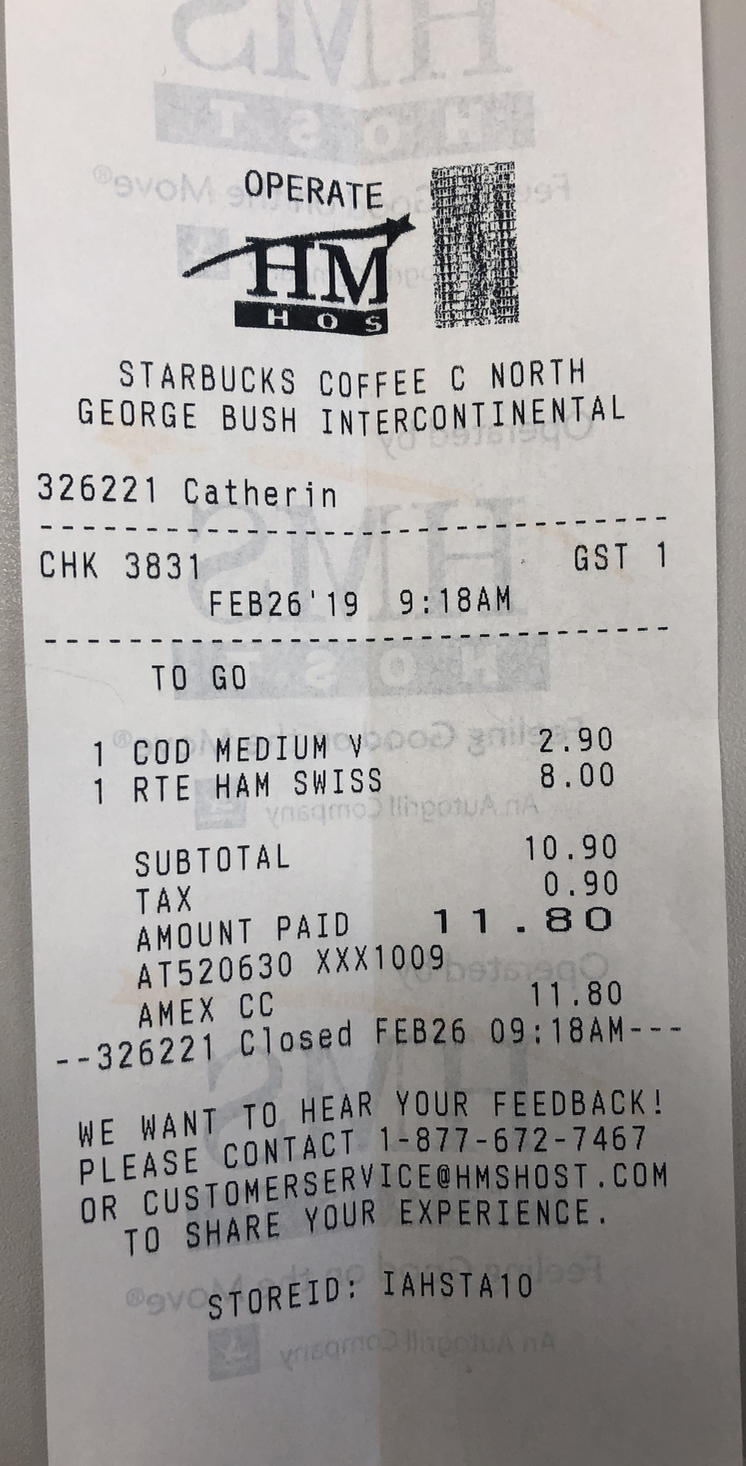 OPERATE
HM
HOS
STARBUCKS COFFEE C NORTH
GEORGE BUSH INTERCONTINENTAL
326221 Catherin
--------------------------------
CHK 3831 GST 1
FEB26'19 9:18AM
--------------------------------
TO GO
1 COD MEDIUM V 2.90
1 RTE HAM SWISS 8.00
SUBTOTAL 10.90
TAX 0.90
AMOUNT PAID 11.80
AT520630 XXX1009
AMEX CC 11.80
--326221 Closed FEB26 09:18AM---
WE WANT TO HEAR YOUR FEEDBACK!
PLEASE CONTACT 1-877-672-7467
OR CUSTOMERSERVICE@HMSHOST.COM
TO SHARE YOUR EXPERIENCE.
STOREID: IAHSTA10